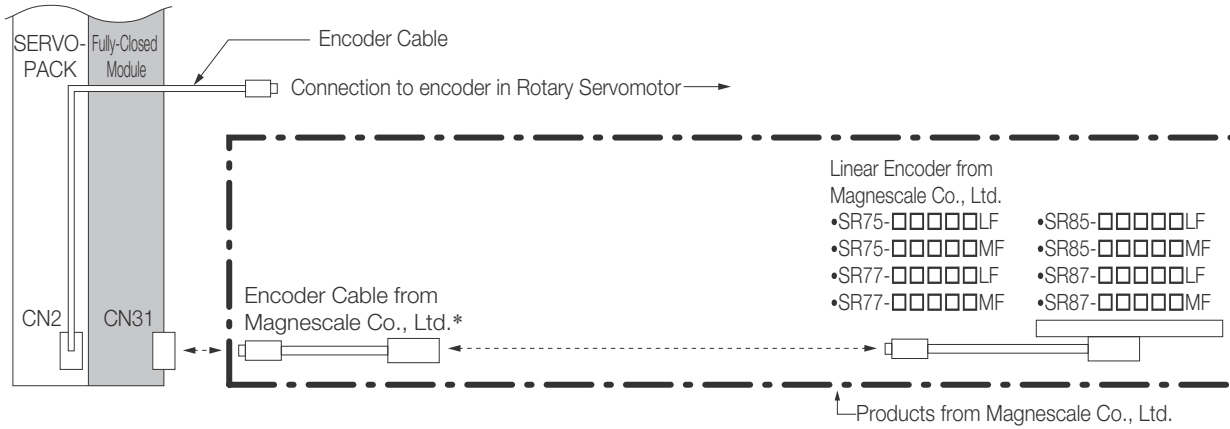 SERVO-
PACK
Fully-Closed
Module
Encoder Cable
Connection to encoder in Rotary Servomotor
Linear Encoder from
Magnescale Co., Ltd.
•SR75-□□□□□LF
•SR75-□□□□□MF
•SR77-□□□□□LF
•SR77-□□□□□MF
•SR85-□□□□□LF
•SR85-□□□□□MF
•SR87-□□□□□LF
•SR87-□□□□□MF
CN2
CN31
Encoder Cable from
Magnescale Co., Ltd.*
Products from Magnescale Co., Ltd.